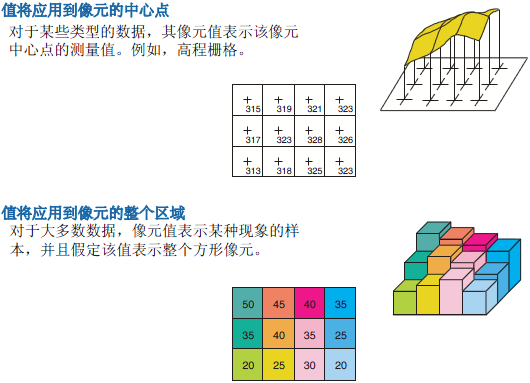 值将应用到像元的中心点
对于某些类型的数据，其像元值表示该像元
中心点的测量值。例如，高程栅格。
315 319 321 323
317 323 328 326
313 318 325 323
值将应用到像元的整个区域
对于大多数数据，像元值表示某种现象的样
本，并且假定该值表示整个方形像元。
50 45 40 35
35 40 35 25
20 25 30 20